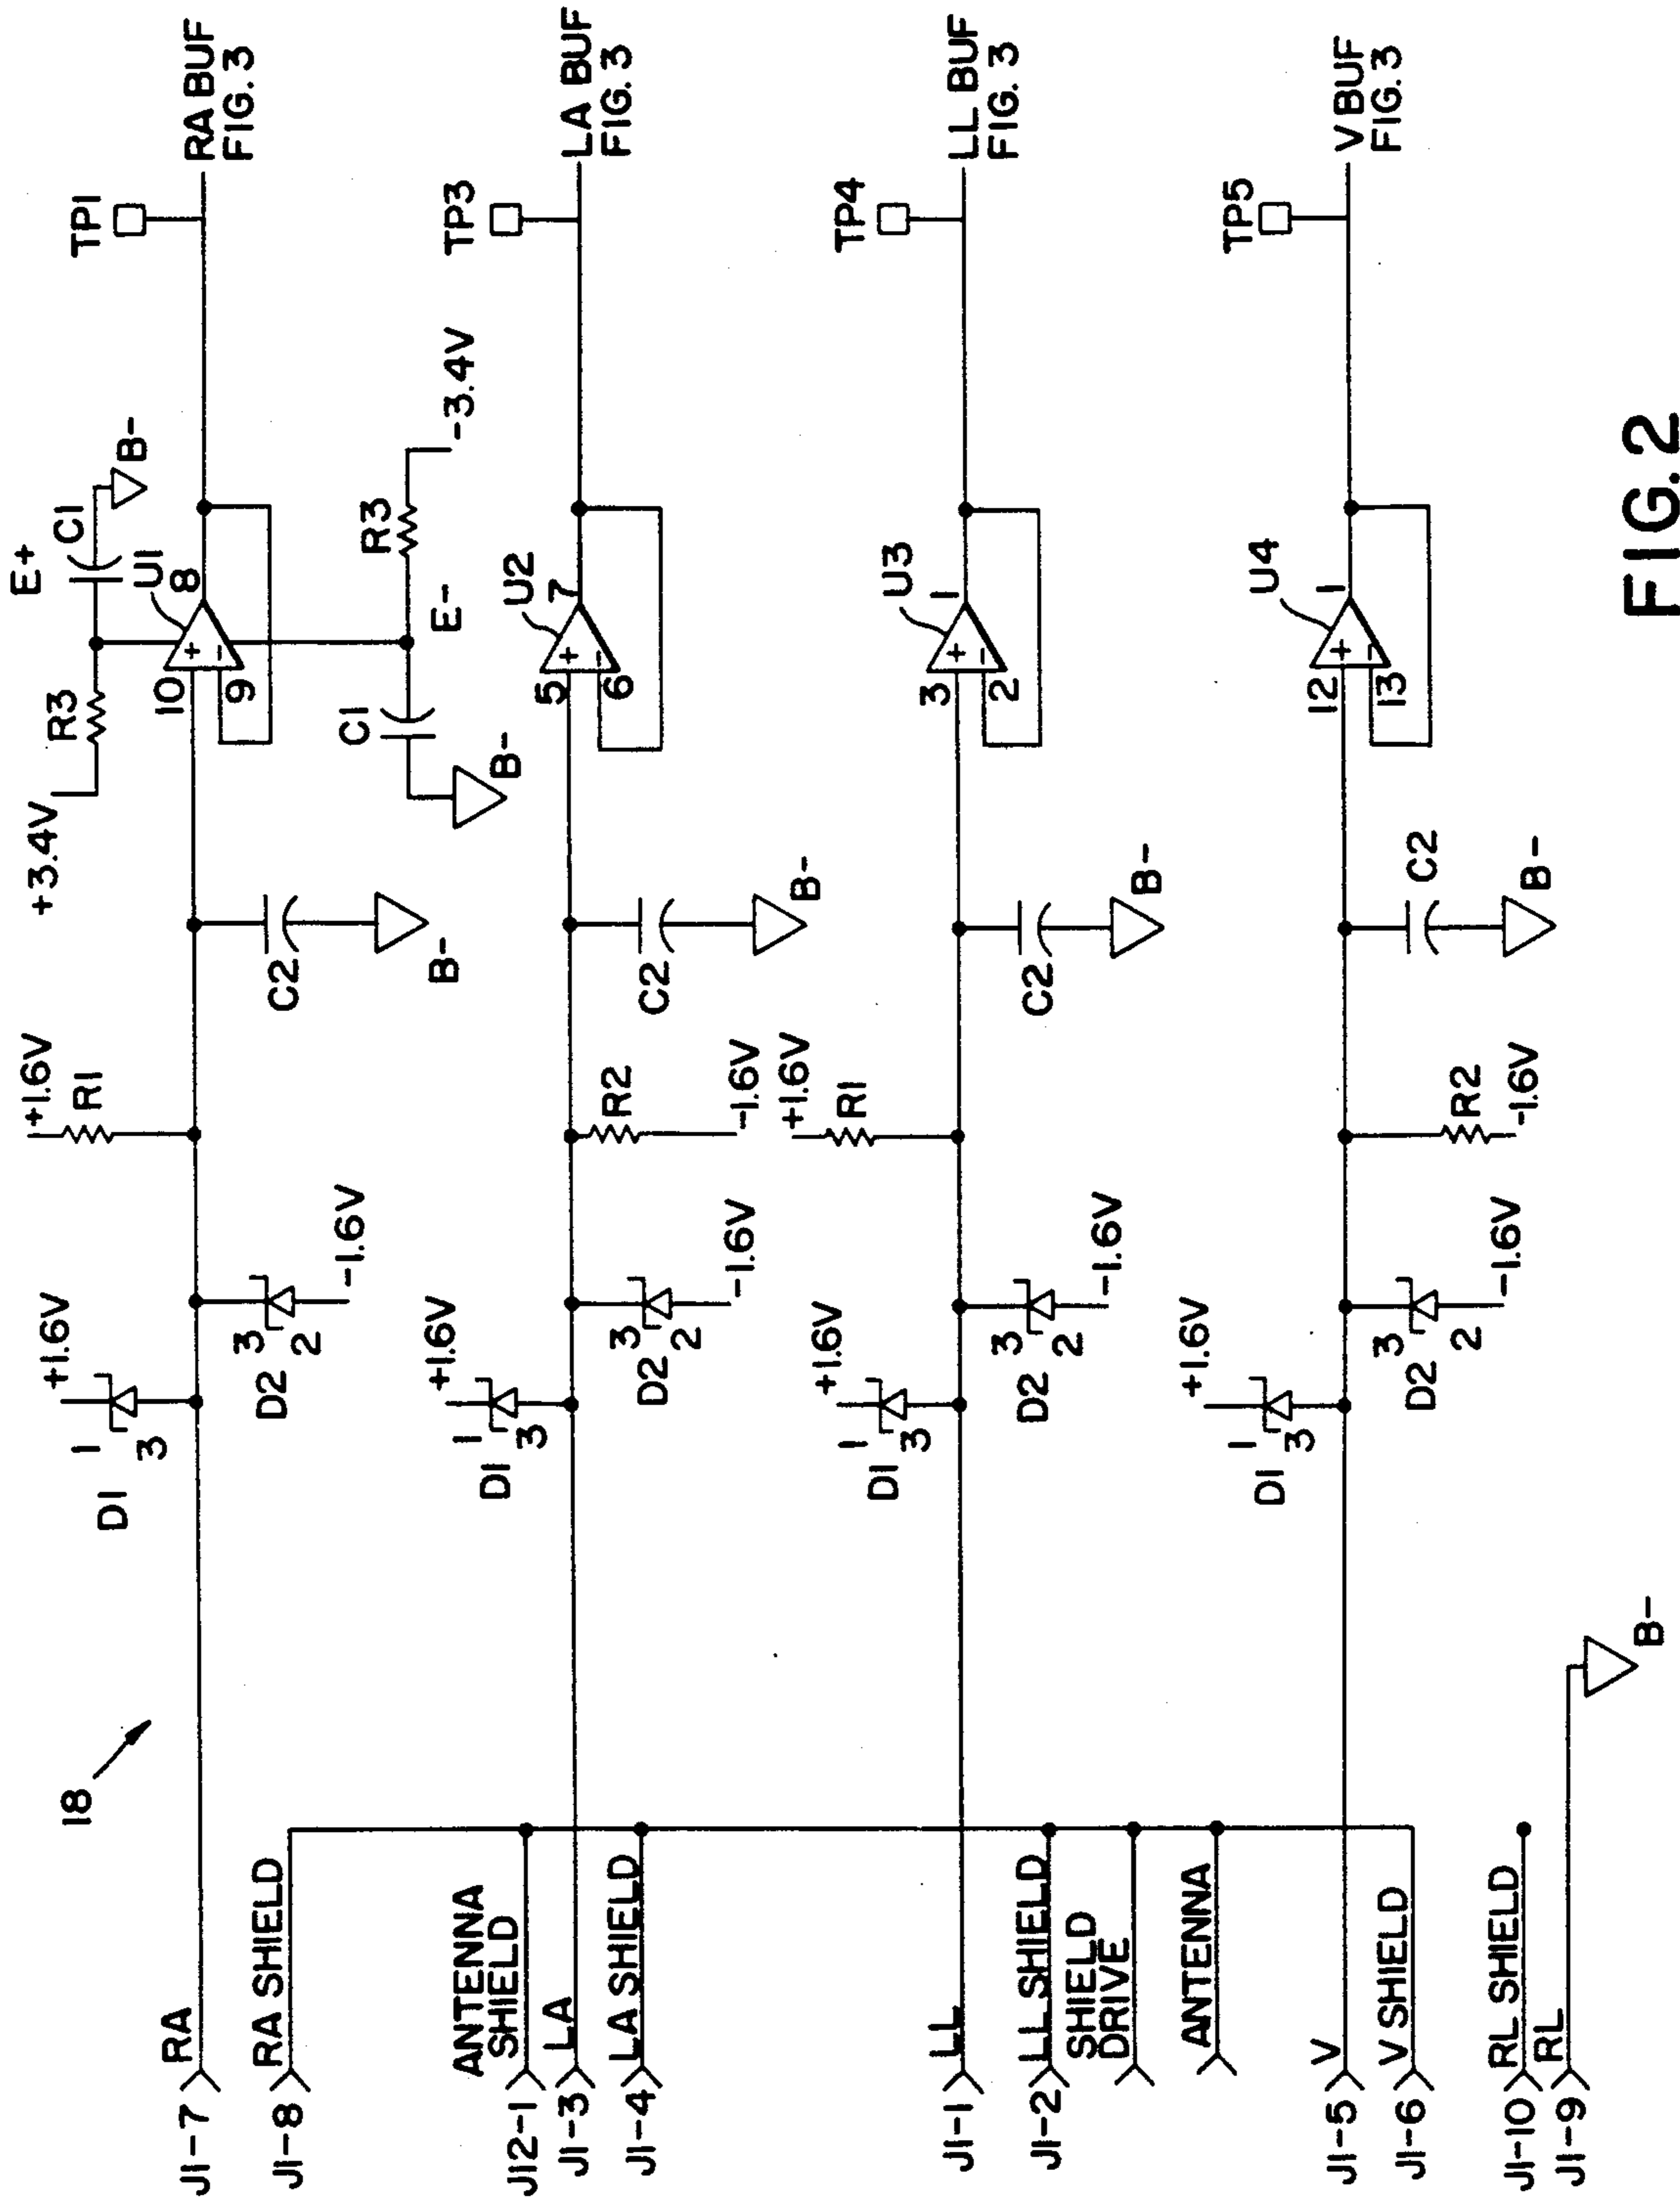 18
J1-7
RA
D1
1
3
+1.6V
D2
3
2
-1.6V
+1.6V
R1
C2
B-
+3.4V
R3
E+
C1
B-
U1
10
+
9
-
8
C1
B-
E-
R3
-3.4V
TP1
RA BUF
FIG. 3
J1-8
RA SHIELD
J12-1
ANTENNA
SHIELD
J1-3
LA
J1-4
LA SHIELD
D1
1
3
+1.6V
D2
3
2
-1.6V
R2
-1.6V
C2
B-
U2
5
+
6
-
7
TP3
LA BUF
FIG. 3
J1-1
LL
D1
1
3
+1.6V
D2
3
2
-1.6V
+1.6V
R1
C2
B-
U3
3
+
2
-
1
TP4
LL BUF
FIG. 3
J1-2
LL SHIELD
SHIELD
DRIVE
ANTENNA
J1-5
V
D1
1
3
+1.6V
D2
3
2
-1.6V
R2
-1.6V
C2
B-
U4
12
+
13
-
1
TP5
V BUF
FIG. 3
J1-6
V SHIELD
J1-10
RL SHIELD
J1-9
RL
B-
FIG. 2